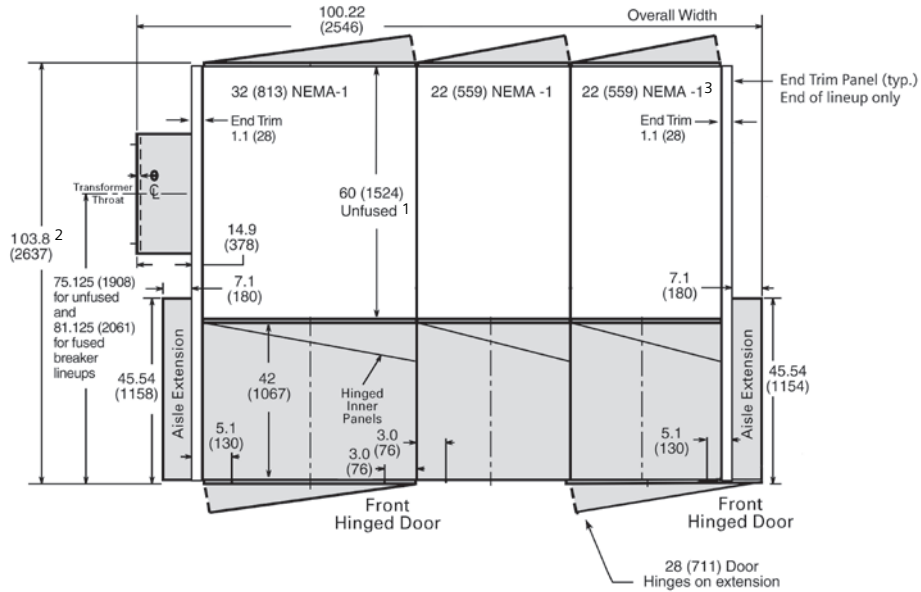 100.22
(2546)
Overall Width
32 (813) NEMA-1
22 (559) NEMA -1
22 (559) NEMA -1 3
End Trim Panel (typ.)
End of lineup only
End Trim
1.1 (28)
End Trim
1.1 (28)
Transformer
Throat
℄
60 (1524)
Unfused 1
103.8 2
(2637)
14.9
(378)
75.125 (1908)
for unfused
and
81.125 (2061)
for fused
breaker
lineups
7.1
(180)
7.1
(180)
45.54
(1158)
Aisle Extension
42
(1067)
Hinged
Inner
Panels
5.1
(130)
3.0
(76)
3.0
(76)
5.1
(130)
Aisle Extension
45.54
(1154)
Front
Hinged Door
Front
Hinged Door
28 (711) Door
Hinges on extension